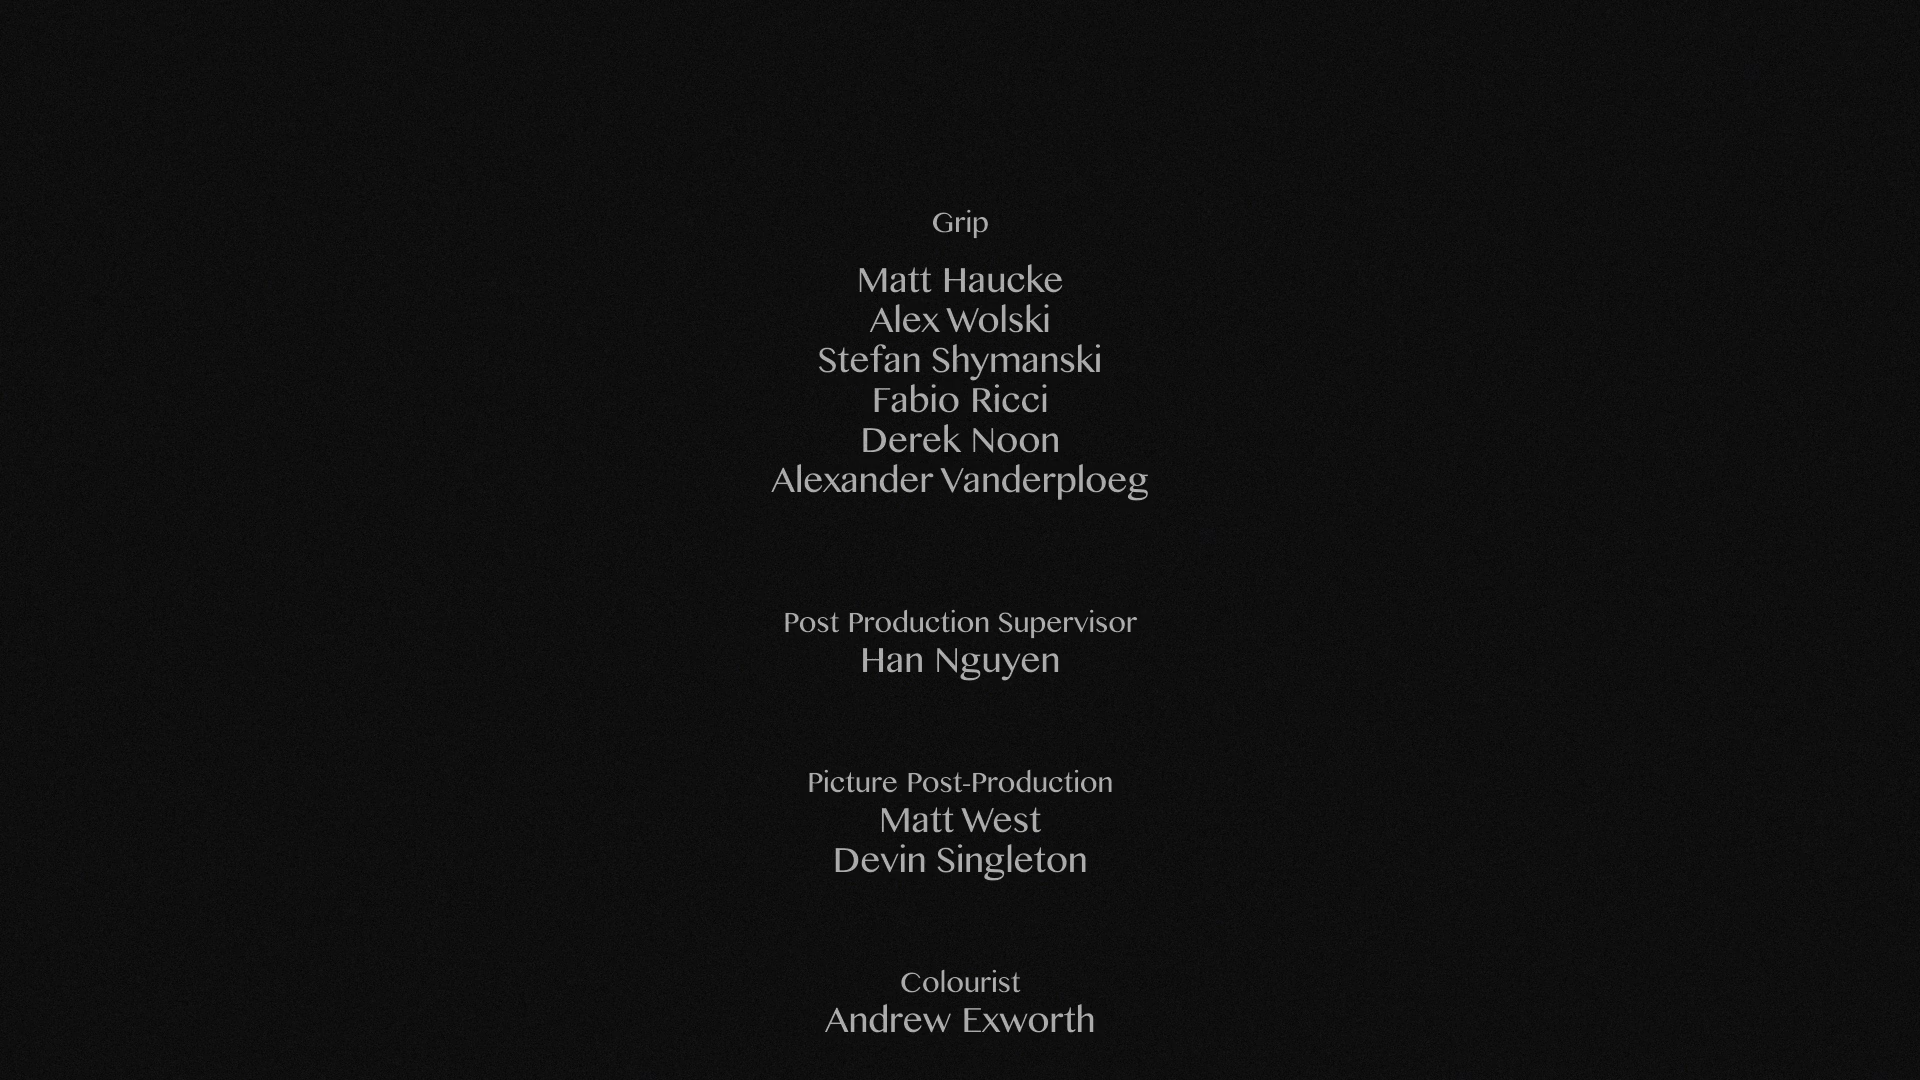 Grip
Matt Haucke
Alex Wolski
Stefan Shymanski
Fabio Ricci
Derek Noon
Alexander Vanderploeg
Post Production Supervisor
Han Nguyen
Picture Post-Production
Matt West
Devin Singleton
Colourist
Andrew Exworth